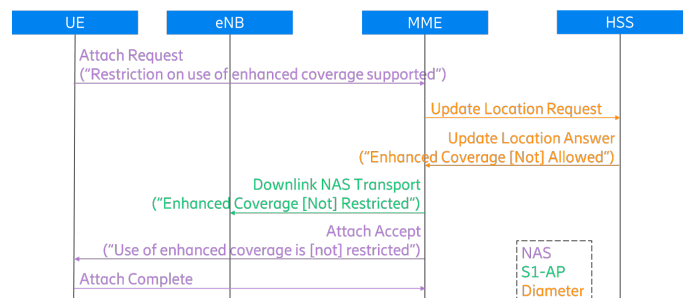 UE eNB MME HSS
Attach Request
(“Restriction on use of enhanced coverage supported”)
Update Location Request
Update Location Answer
(“Enhanced Coverage [Not] Allowed”)
Downlink NAS Transport
(“Enhanced Coverage [Not] Restricted”)
Attach Accept
(“Use of enhanced coverage is [not] restricted”)
Attach Complete
NAS
S1-AP
Diameter